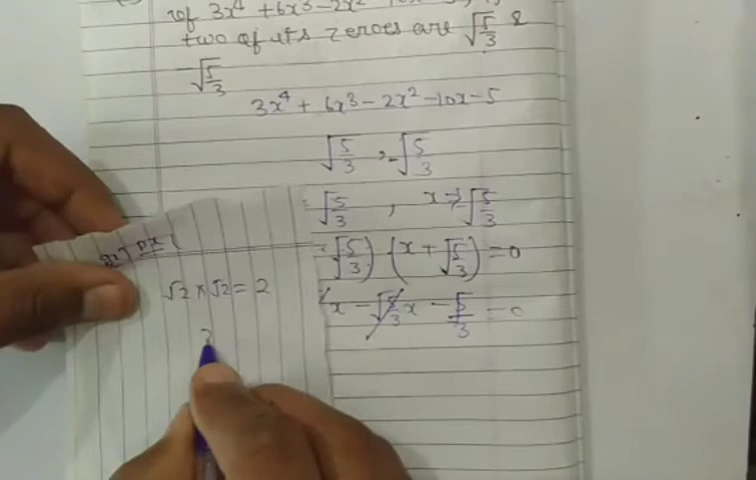 of 3x⁴ + 6x³ - 2x²
two of its zeroes are √5/3 &
-√5/3
3x⁴ + 6x³ - 2x² - 10x - 5
√5/3 , -√5/3
√5/3 , x = -√5/3
√5/3) (x + √5/3) = 0
x - √5/3 x - 5/3 = 0
√2 x √2 = 2